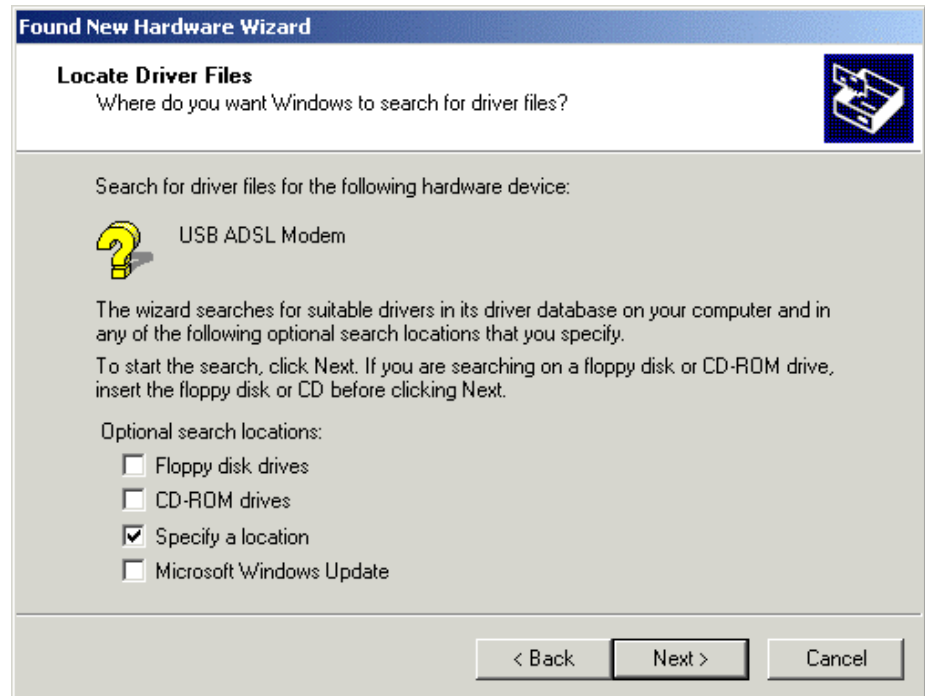 Found New Hardware Wizard
Locate Driver Files
Where do you want Windows to search for driver files?
Search for driver files for the following hardware device:
USB ADSL Modem
The wizard searches for suitable drivers in its driver database on your computer and in
any of the following optional search locations that you specify.
To start the search, click Next. If you are searching on a floppy disk or CD-ROM drive,
insert the floppy disk or CD before clicking Next.
Optional search locations:
Floppy disk drives
CD-ROM drives
Specify a location
Microsoft Windows Update
< Back Next > Cancel